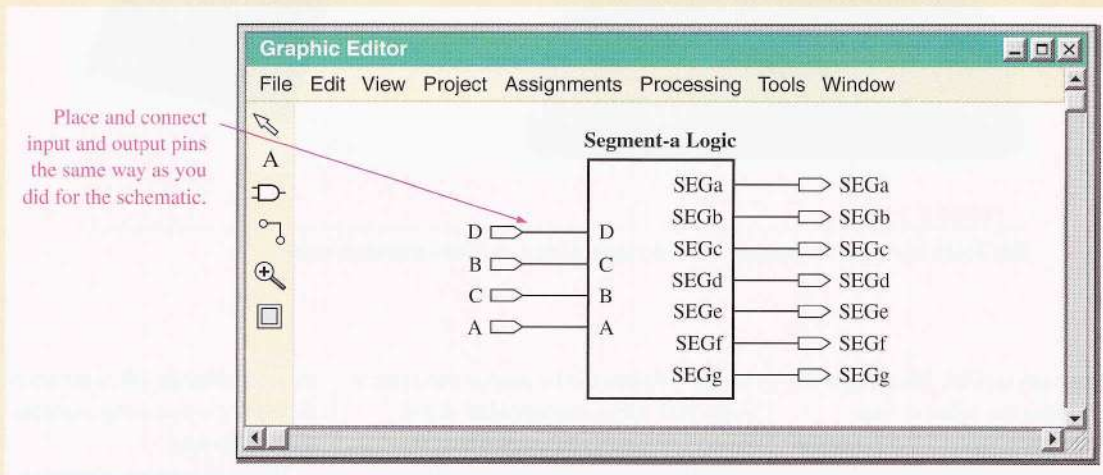 Graphic Editor
File Edit View Project Assignments Processing Tools Window
Place and connect
input and output pins
the same way as you
did for the schematic.
A
Segment-a Logic
SEGa SEGa
SEGb SEGb
D D
SEGc SEGc
B C
SEGd SEGd
C B
SEGe SEGe
A A
SEGf SEGf
SEGg SEGg